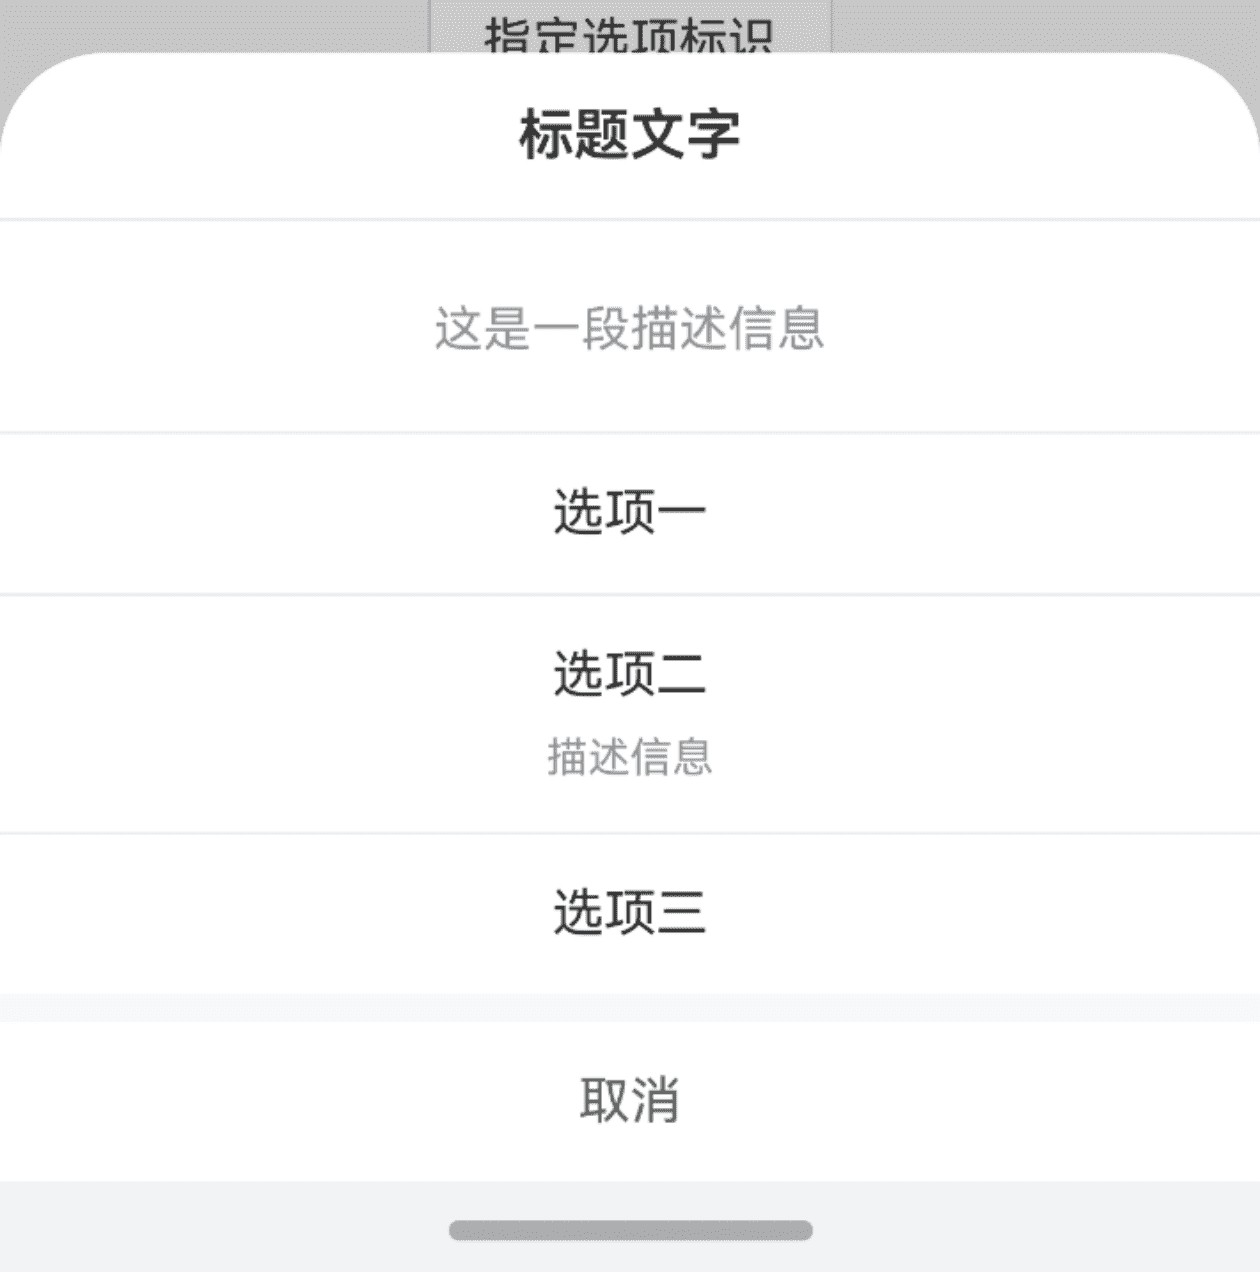 指定选项标识
标题文字
这是一段描述信息
选项一
选项二
描述信息
选项三
取消